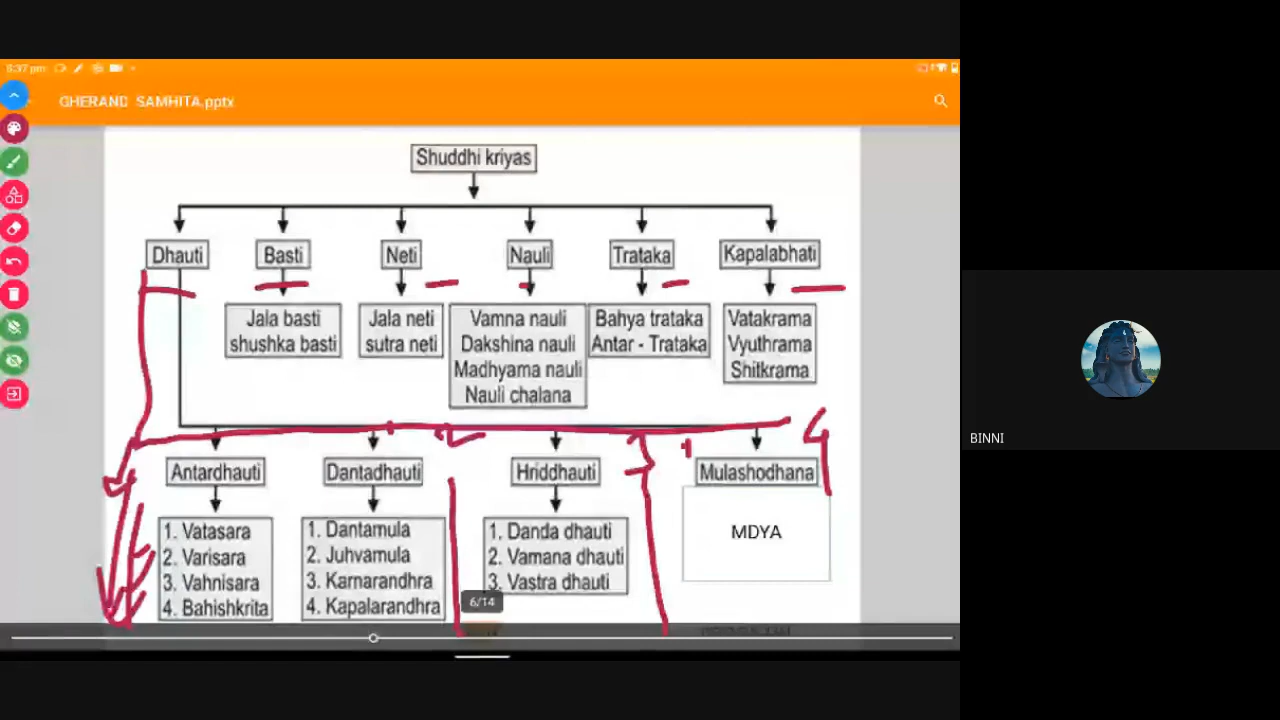 5:37 pm
GHERAND SAMHITA.pptx
Shuddhi kriyas
Dhauti
Basti
Neti
Nauli
Trataka
Kapalabhati
Jala basti
shushka basti
Jala neti
sutra neti
Vamna nauli
Dakshina nauli
Madhyama nauli
Nauli chalana
Bahya trataka
Antar - Trataka
Vatakrama
Vyuthrama
Shitkrama
Antardhauti
Dantadhauti
Hriddhauti
Mulashodhana
1. Vatasara
2. Varisara
3. Vahnisara
4. Bahishkrita
1. Dantamula
2. Juhvamula
3. Karnarandhra
4. Kapalarandhra
1. Danda dhauti
2. Vamana dhauti
3. Vastra dhauti
MDYA
6/14
BINNI